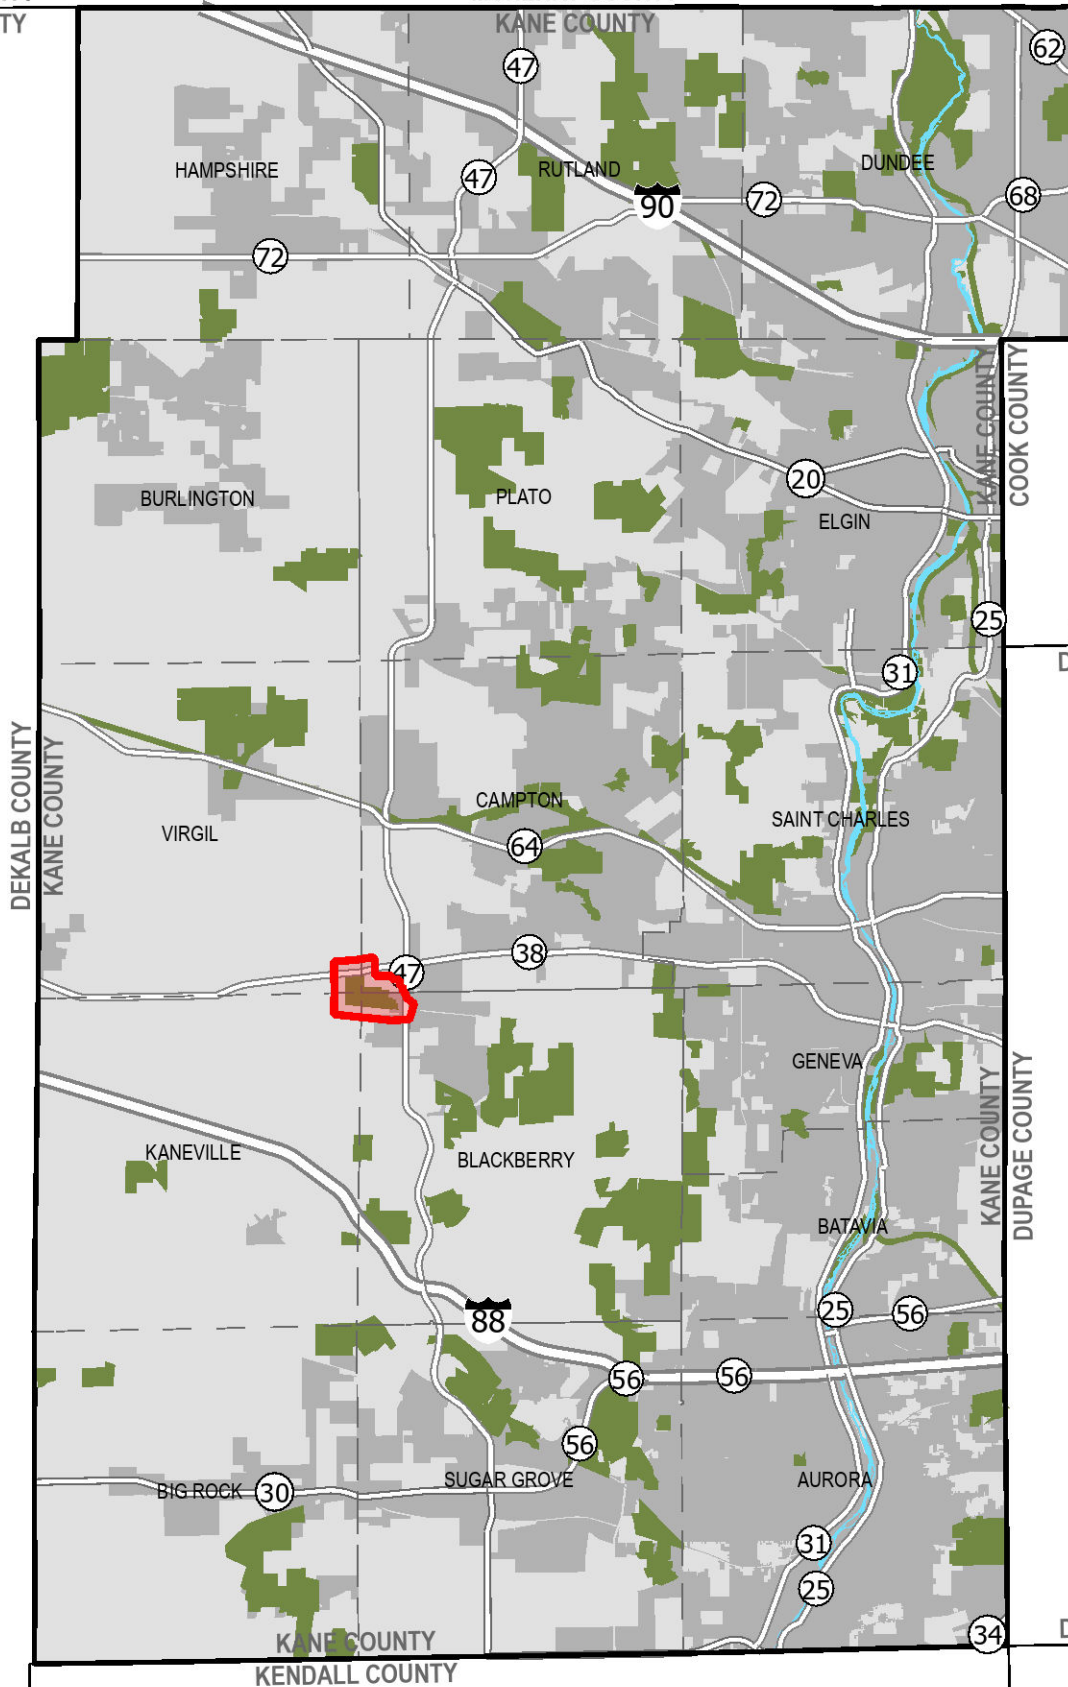 TY
KANE COUNTY
47
62
HAMPSHIRE
47
RUTLAND
DUNDEE
90
72
68
72
KANE COUNTY
COOK COUNTY
20
BURLINGTON
PLATO
ELGIN
25
31
D
DEKALB COUNTY
KANE COUNTY
CAMPTON
VIRGIL
64
SAINT CHARLES
38
47
GENEVA
KANE COUNTY
DUPAGE COUNTY
KANEVILLE
BLACKBERRY
BATAVIA
88
25
56
56
56
56
BIG ROCK
30
SUGAR GROVE
AURORA
31
25
34
D
KANE COUNTY
KENDALL COUNTY